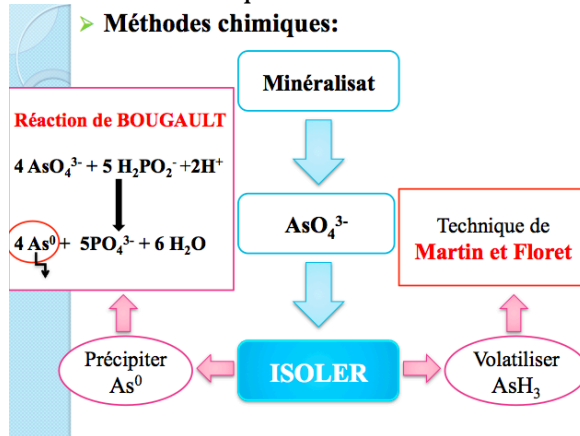 ➤ Méthodes chimiques:
Minéralisat
Réaction de BOUGAULT
4 AsO₄³⁻ + 5 H₂PO₂⁻ +2H⁺
4 As⁰ + 5PO₄³⁻ + 6 H₂O
AsO₄³⁻
Technique de
Martin et Floret
Précipiter
As⁰
ISOLER
Volatiliser
AsH₃